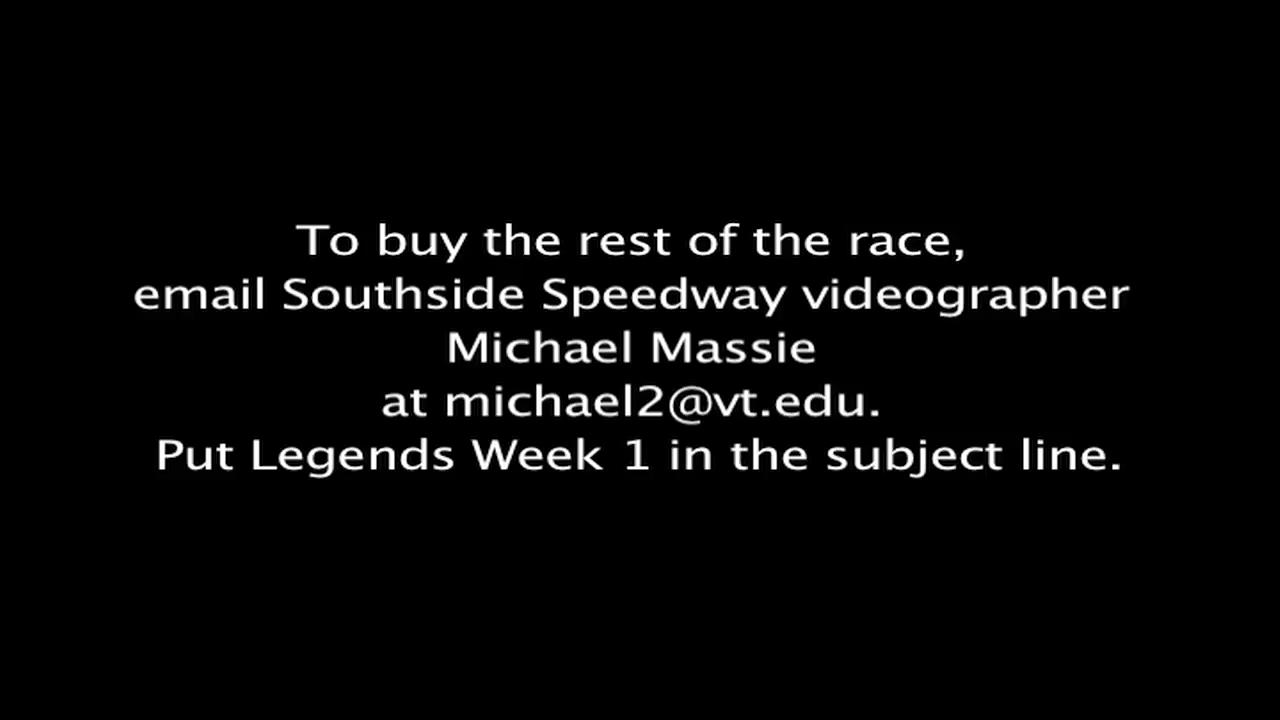 To buy the rest of the race,
email Southside Speedway videographer
Michael Massie
at michael2@vt.edu.
Put Legends Week 1 in the subject line.